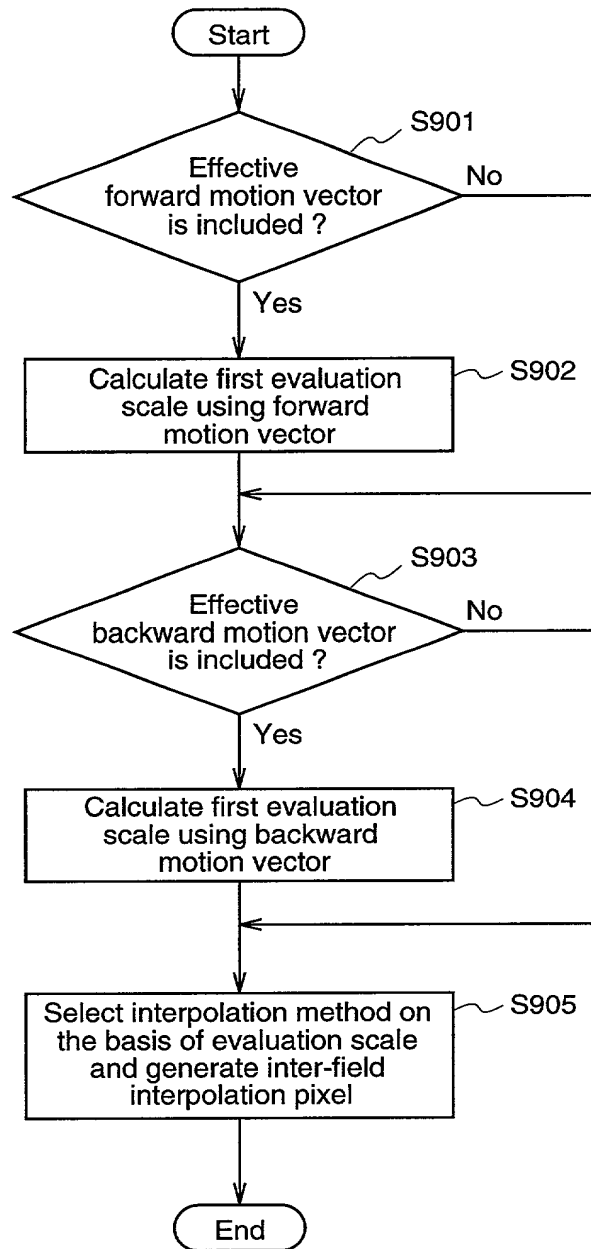 Start
S901
Effective
forward motion vector
is included ?
No
Yes
S902
Calculate first evaluation
scale using forward
motion vector
S903
Effective
backward motion vector
is included ?
No
Yes
S904
Calculate first evaluation
scale using backward
motion vector
S905
Select interpolation method on
the basis of evaluation scale
and generate inter-field
interpolation pixel
End